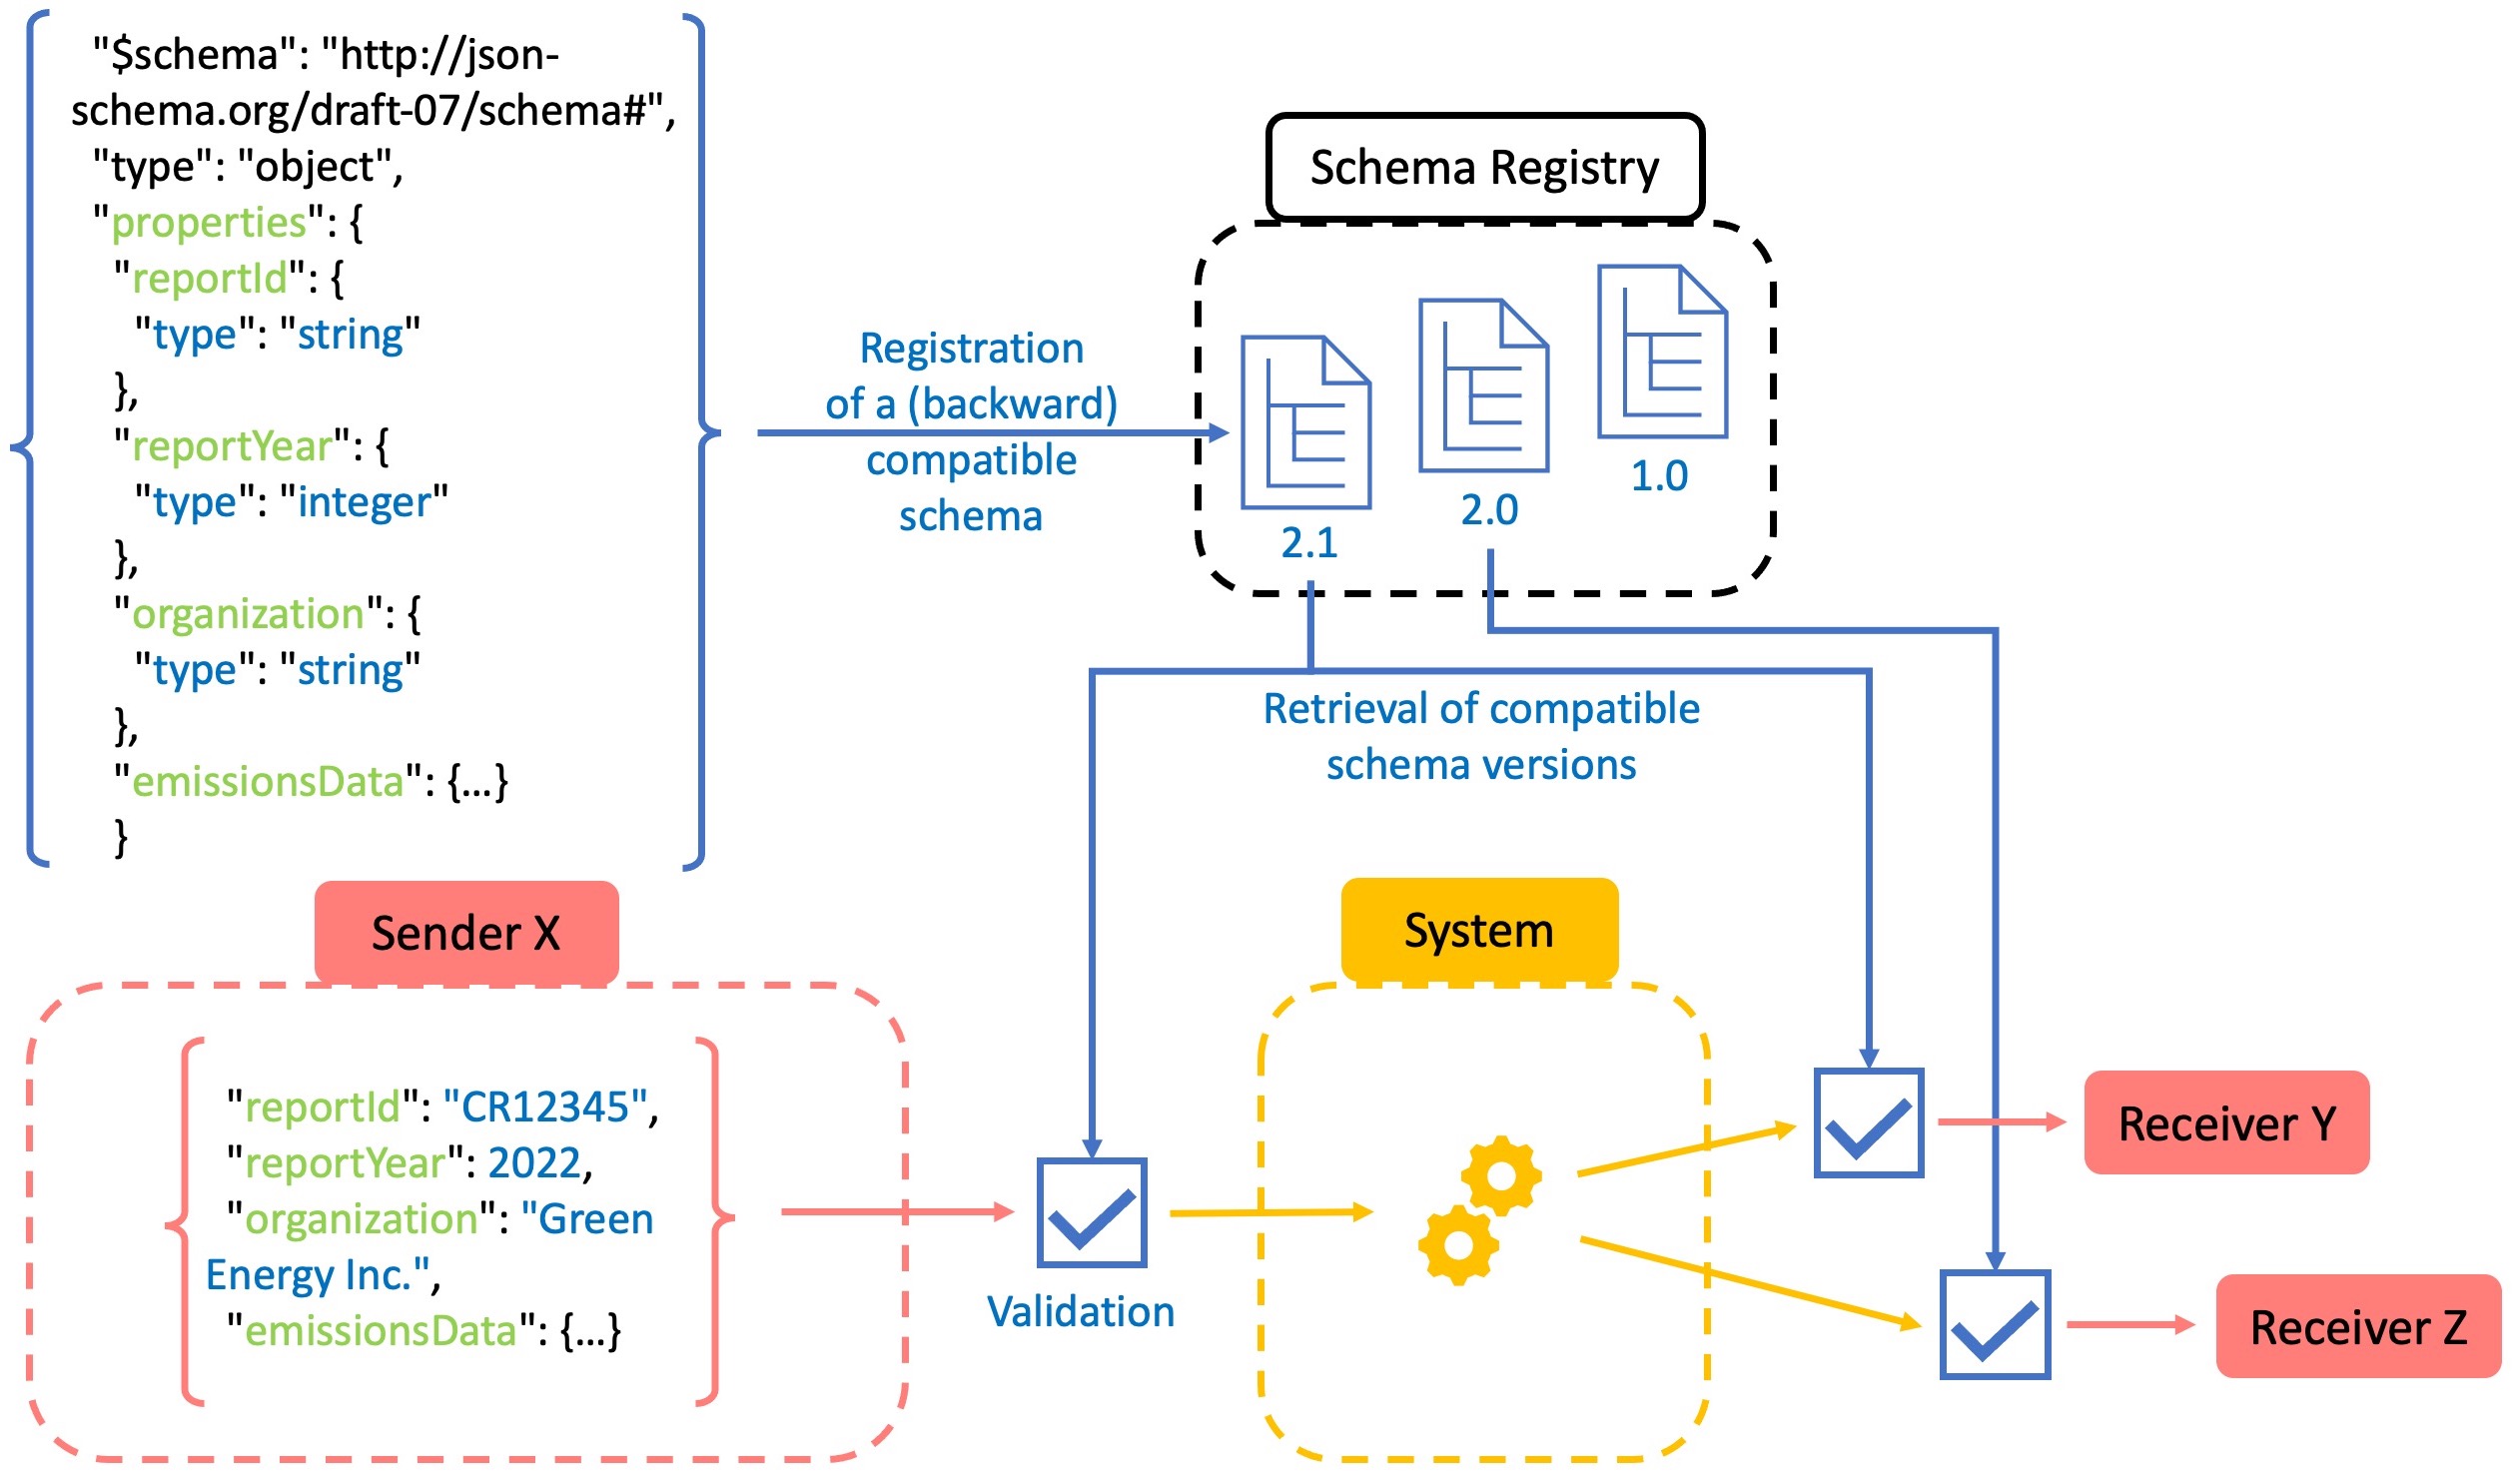 "$schema": "http://json-
schema.org/draft-07/schema#",
"type": "object",
"properties": {
"reportId": {
"type": "string"
},
"reportYear": {
"type": "integer"
},
"organization": {
"type": "string"
},
"emissionsData": {...}
}
Registration
of a (backward)
compatible
schema
Schema Registry
2.1
2.0
1.0
Retrieval of compatible
schema versions
Sender X
"reportId": "CR12345",
"reportYear": 2022,
"organization": "Green
Energy Inc.",
"emissionsData": {...}
Validation
System
Receiver Y
Receiver Z